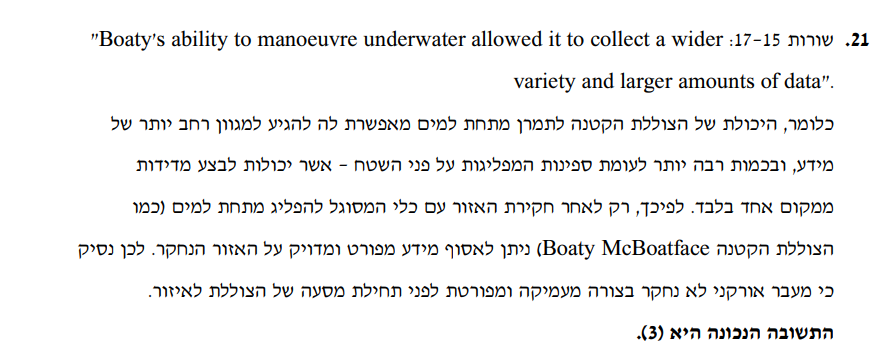 21. שורות 15-17: "Boaty's ability to manoeuvre underwater allowed it to collect a wider
variety and larger amounts of data".
כלומר, היכולת של הצוללת הקטנה לתמרן מתחת למים מאפשרת לה להגיע למגוון רחב יותר של
מידע, ובכמות רבה יותר לעומת ספינות המפליגות על פני השטח - אשר יכולות לבצע מדידות
ממקום אחד בלבד. לפיכך, רק לאחר חקירת האזור עם כלי המסוגל להפליג מתחת למים (כמו
הצוללת הקטנה Boaty McBoatface) ניתן לאסוף מידע מפורט ומדויק על האזור הנחקר. לכן נסיק
כי מעבר אורקני לא נחקר בצורה מעמיקה ומפורטת לפני תחילת מסעה של הצוללת לאיזור.
התשובה הנכונה היא (3).